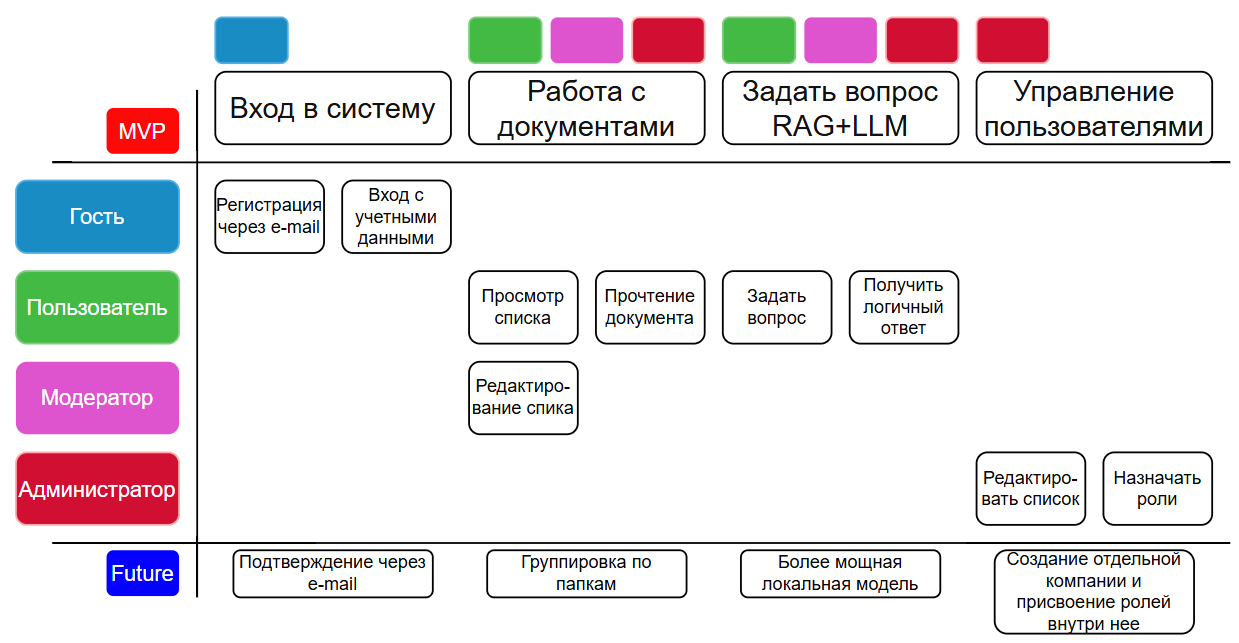 MVP
Вход в систему
Работа с
документами
Задать вопрос
RAG+LLM
Управление
пользователями
Гость
Регистрация
через e-mail
Вход с
учетными
данными
Пользователь
Просмотр
списка
Прочтение
документа
Задать
вопрос
Получить
логичный
ответ
Модератор
Редактиро-
вание спика
Администратор
Редактиро-
вать список
Назначать
роли
Future
Подтверждение через
e-mail
Группировка по
папкам
Более мощная
локальная модель
Создание отдельной
компании и
присвоение ролей
внутри нее